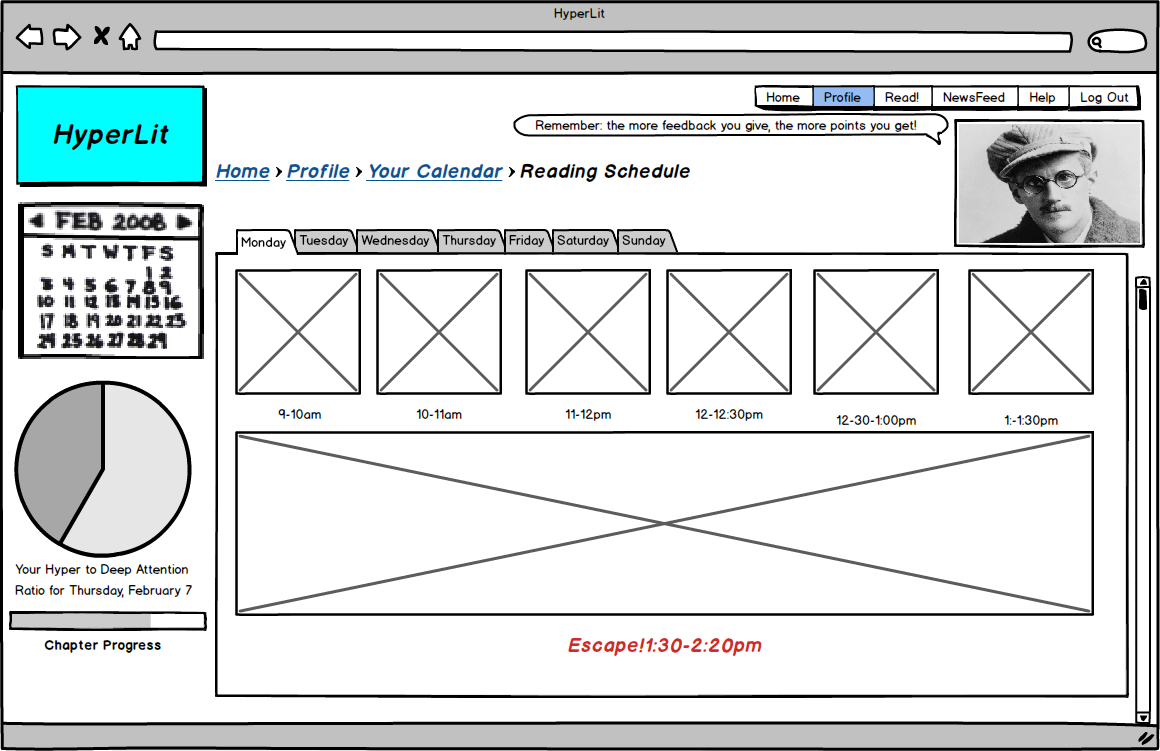 HyperLit
Home Profile Read! NewsFeed Help Log Out
HyperLit
Remember: the more feedback you give, the more points you get!
Home > Profile > Your Calendar > Reading Schedule
FEB 2008
S M T W T F S
1 2
3 4 5 6 7 8 9
10 11 12 13 14 15 16
17 18 19 20 21 22 23
24 25 26 27 28 29
Monday Tuesday Wednesday Thursday Friday Saturday Sunday
9-10am 10-11am 11-12pm 12-12:30pm 12-30-1:00pm 1:-1:30pm
Your Hyper to Deep Attention
Ratio for Thursday, February 7
Chapter Progress
Escape!1:30-2:20pm